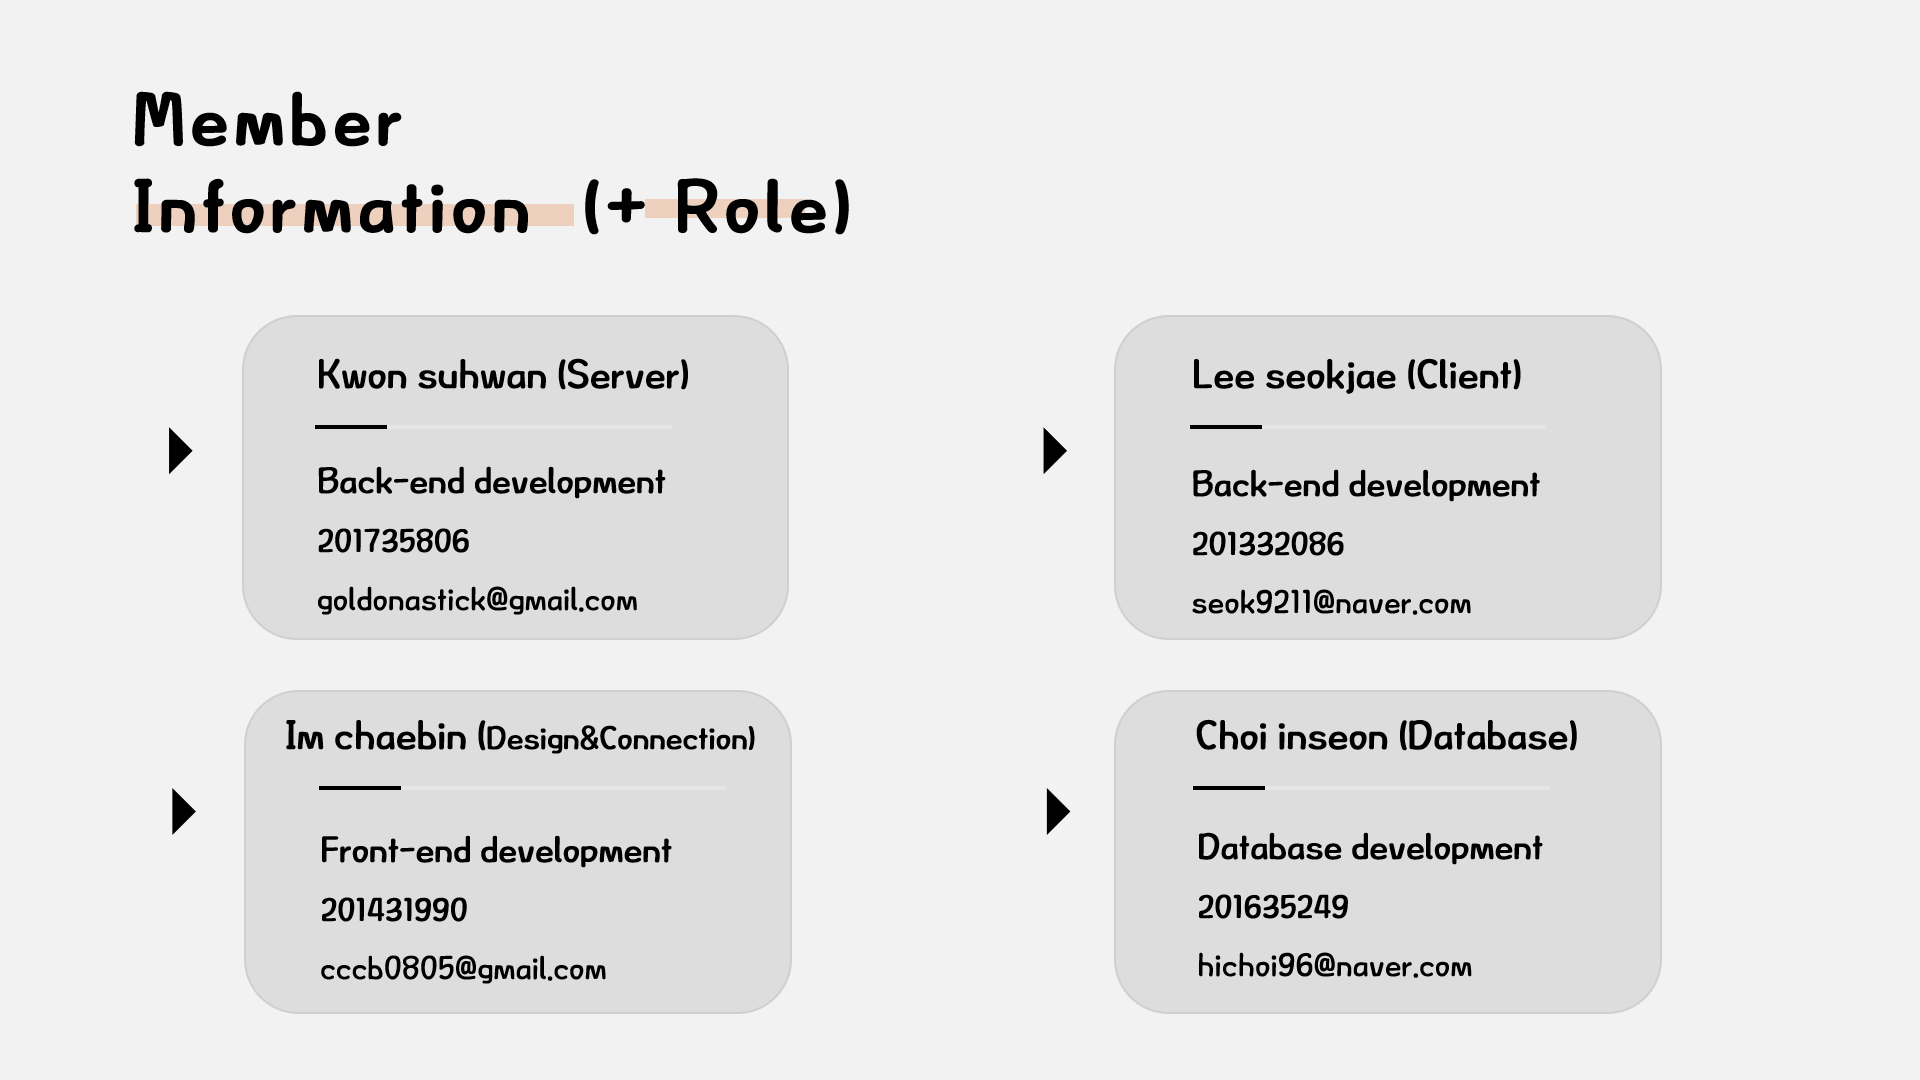 Member
Information (+ Role)
Kwon suhwan (Server)
Back-end development
201735806
goldonastick@gmail.com
Lee seokjae (Client)
Back-end development
201332086
seok9211@naver.com
Im chaebin (Design&Connection)
Front-end development
201431990
cccb0805@gmail.com
Choi inseon (Database)
Database development
201635249
hichoi96@naver.com